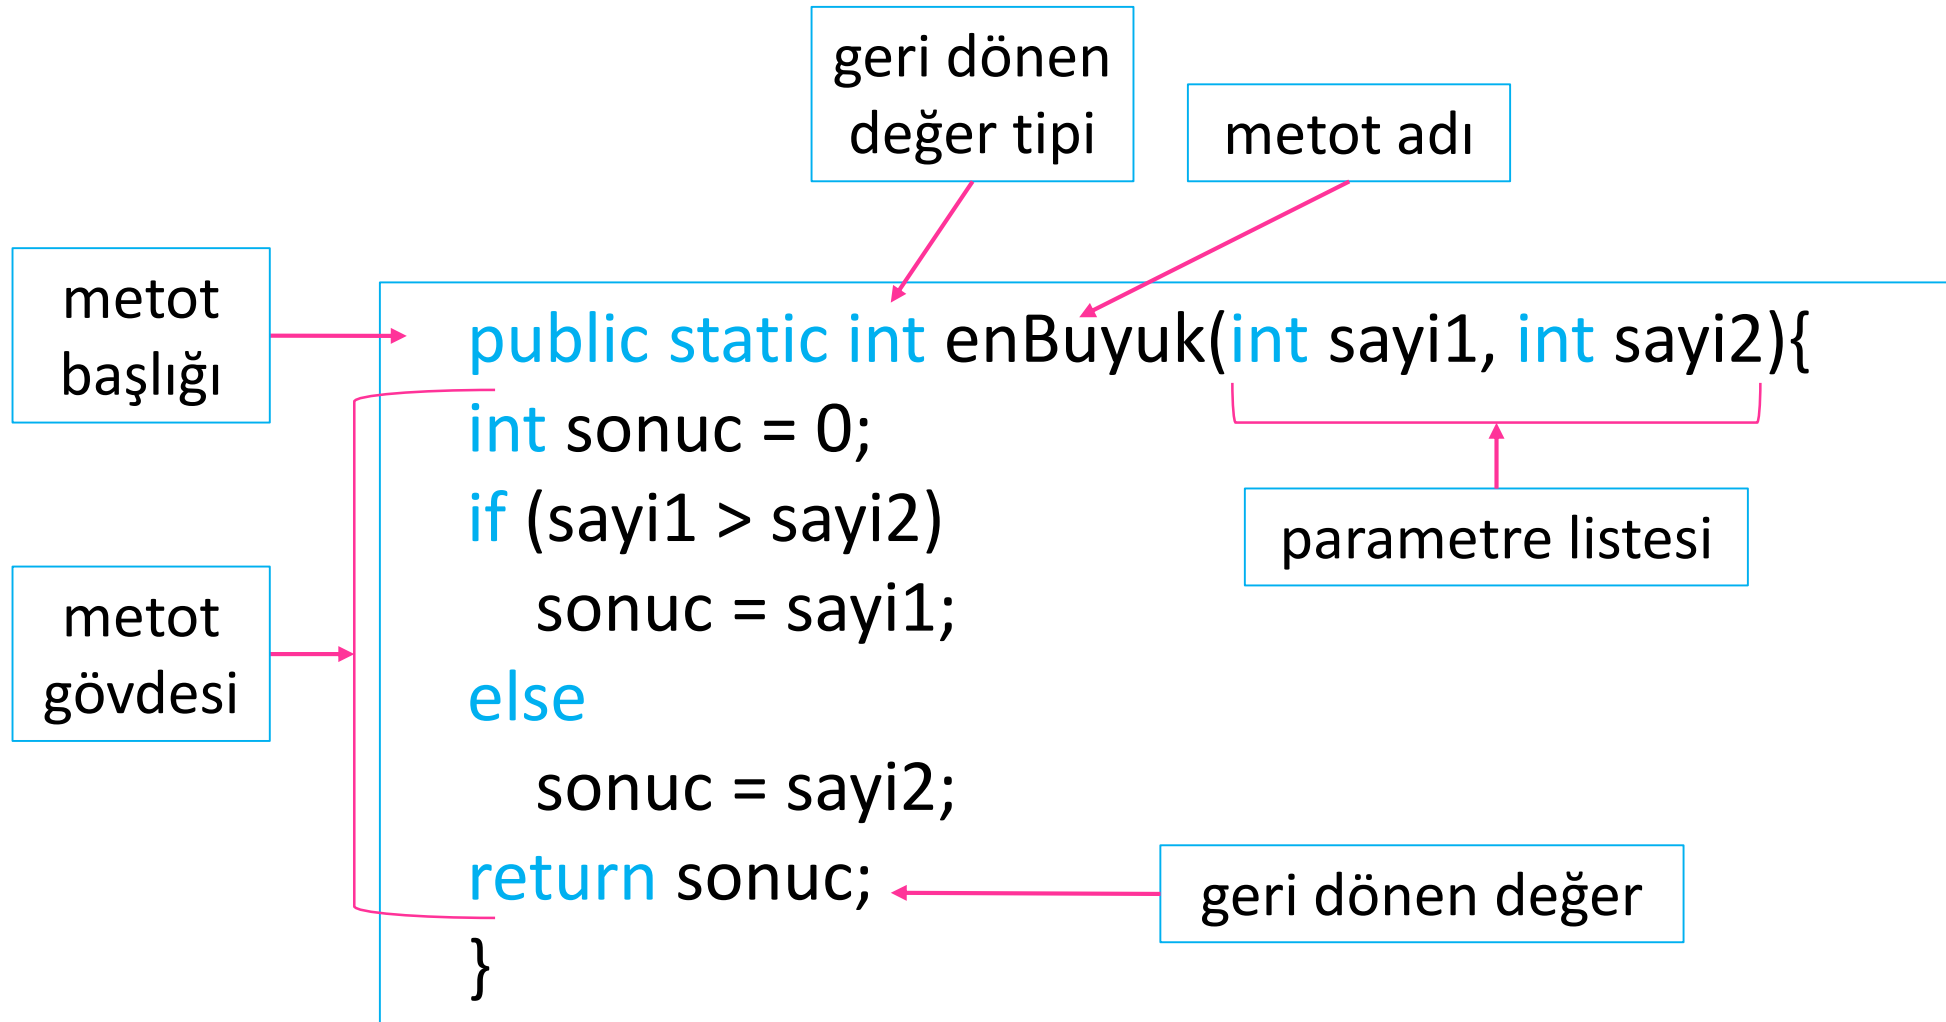 geri dönen
değer tipi
metot adı
metot
başlığı
public static int enBuyuk(int sayi1, int sayi2){
int sonuc = 0;
if (sayi1 > sayi2)
sonuc = sayi1;
else
sonuc = sayi2;
return sonuc;
}
parametre listesi
metot
gövdesi
geri dönen değer